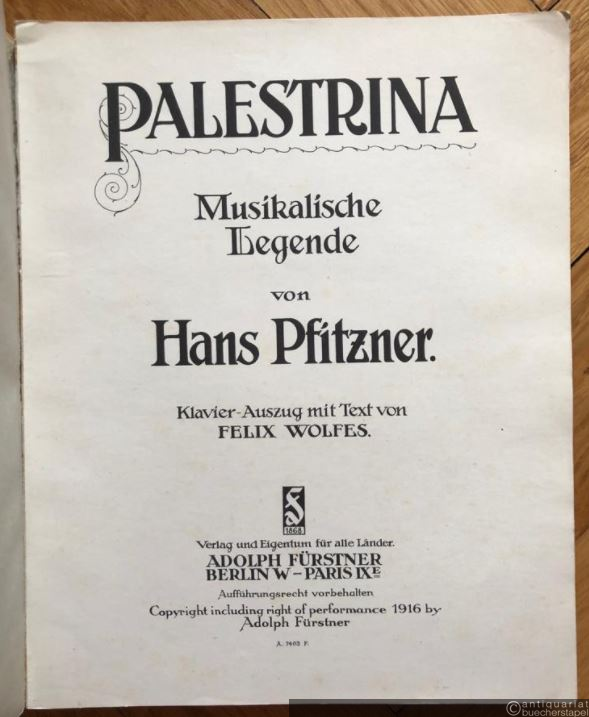 PALESTRINA
Musikalische
Legende
von
Hans Pfitzner.
Klavier-Auszug mit Text von
FELIX WOLFES.
1868
Verlag und Eigentum für alle Länder.
ADOLPH FÜRSTNER
BERLIN W – PARIS IXE
Aufführungsrecht vorbehalten
Copyright including right of performance 1916 by
Adolph Fürstner
A. 7403 F.
©antiquariat
buecherstapel